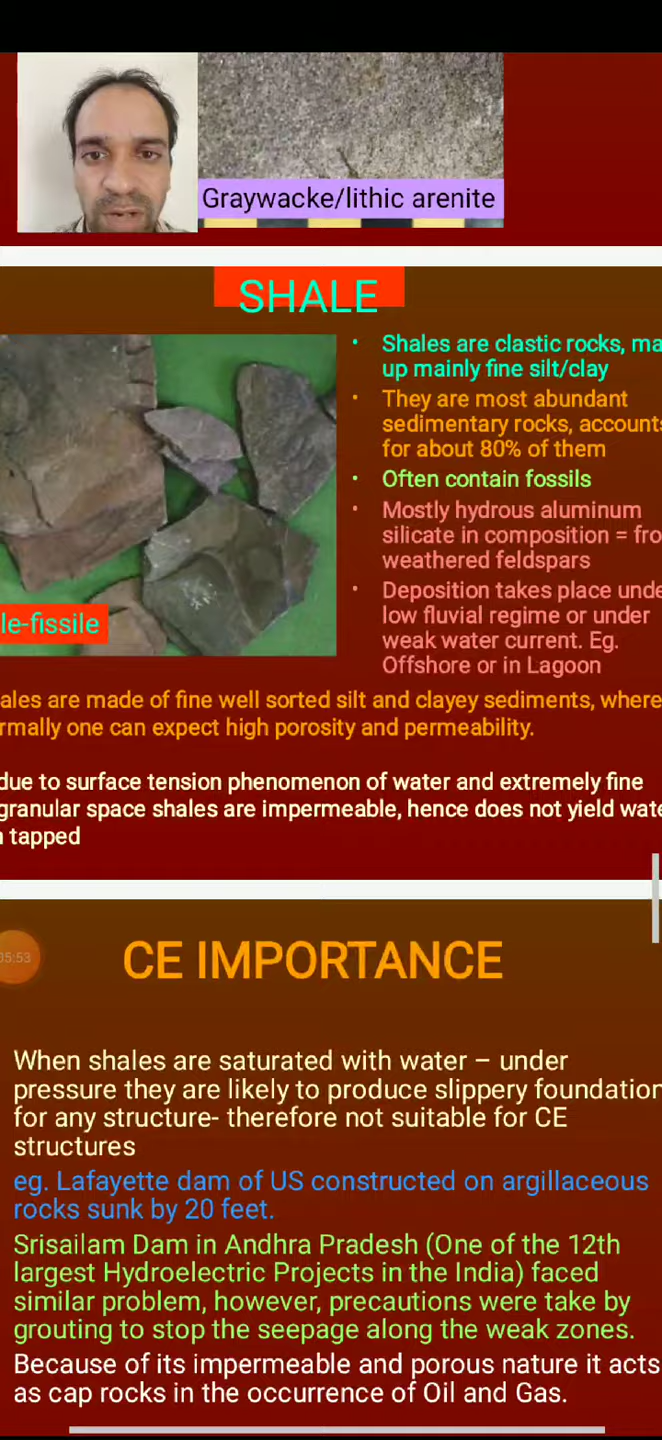 Graywacke/lithic arenite
SHALE
• Shales are clastic rocks, ma
up mainly fine silt/clay
• They are most abundant
sedimentary rocks, accounts
for about 80% of them
• Often contain fossils
• Mostly hydrous aluminum
silicate in composition = fro
weathered feldspars
• Deposition takes place unde
low fluvial regime or under
weak water current. Eg.
Offshore or in Lagoon
le-fissile
ales are made of fine well sorted silt and clayey sediments, where
rmally one can expect high porosity and permeability.
due to surface tension phenomenon of water and extremely fine
granular space shales are impermeable, hence does not yield wate
n tapped
05:53
CE IMPORTANCE
When shales are saturated with water – under
pressure they are likely to produce slippery foundation
for any structure- therefore not suitable for CE
structures
eg. Lafayette dam of US constructed on argillaceous
rocks sunk by 20 feet.
Srisailam Dam in Andhra Pradesh (One of the 12th
largest Hydroelectric Projects in the India) faced
similar problem, however, precautions were take by
grouting to stop the seepage along the weak zones.
Because of its impermeable and porous nature it acts
as cap rocks in the occurrence of Oil and Gas.